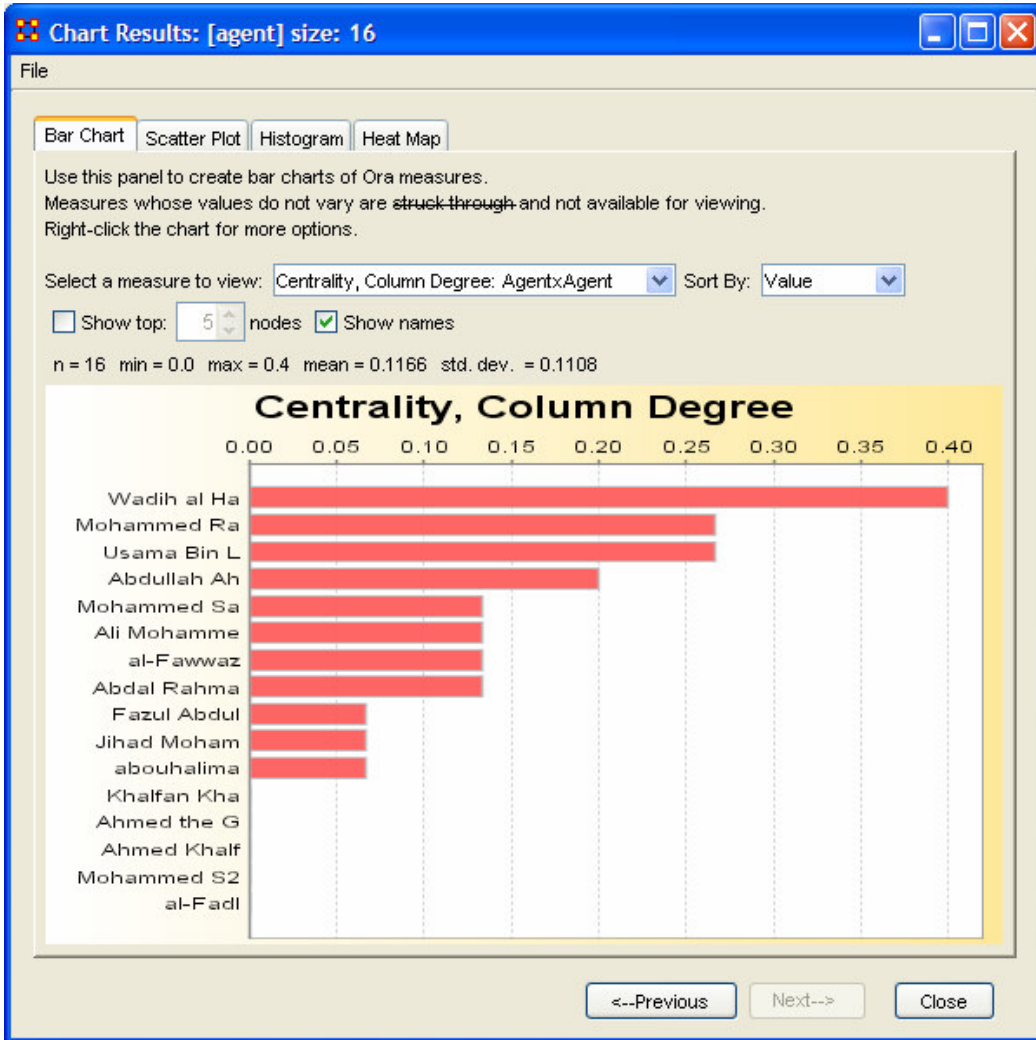 Chart Results: [agent] size: 16
File
Bar Chart Scatter Plot Histogram Heat Map
Use this panel to create bar charts of Ora measures.
Measures whose values do not vary are struck through and not available for viewing.
Right-click the chart for more options.
Select a measure to view: Centrality, Column Degree: AgentxAgent Sort By: Value
Show top: 5 nodes Show names
n = 16 min = 0.0 max = 0.4 mean = 0.1166 std. dev. = 0.1108
Centrality, Column Degree
0.00 0.05 0.10 0.15 0.20 0.25 0.30 0.35 0.40
Wadih al Ha
Mohammed Ra
Usama Bin L
Abdullah Ah
Mohammed Sa
Ali Mohamme
al-Fawwaz
Abdal Rahma
Fazul Abdul
Jihad Moham
abouhalima
Khalfan Kha
Ahmed the G
Ahmed Khalf
Mohammed S2
al-Fadl
<--Previous Next--> Close